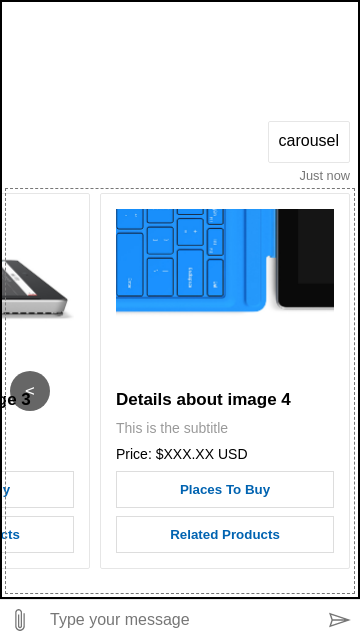 carousel
Just now
ge 3
<
y
cts
Details about image 4
This is the subtitle
Price: $XXX.XX USD
Places To Buy
Related Products
Type your message